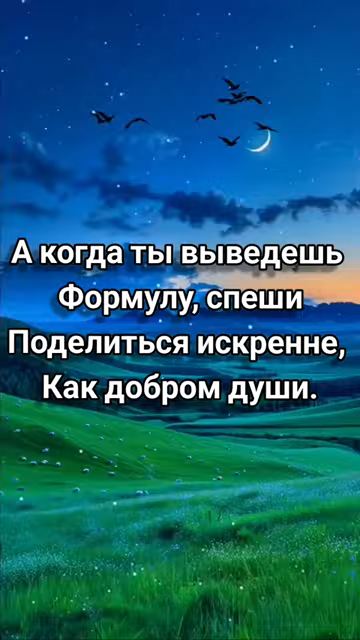 А когда ты выведешь
Формулу, спеши
Поделиться искренне,
Как добром души.